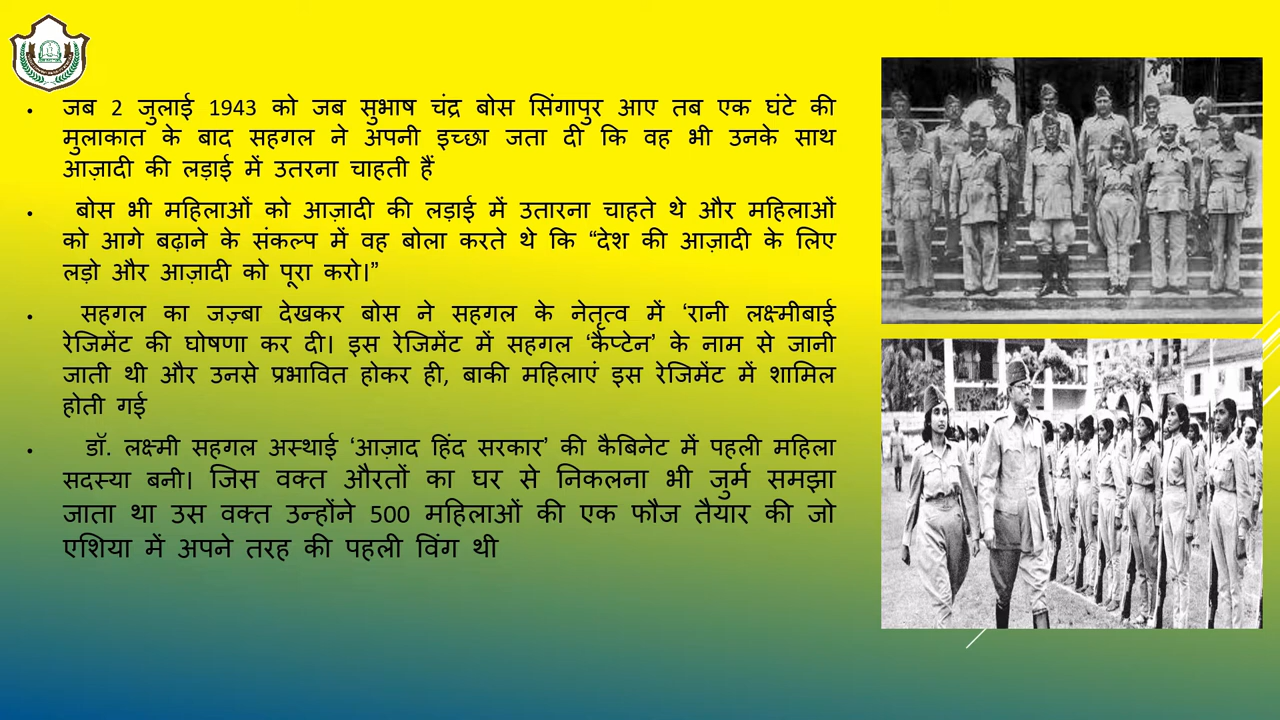 • जब 2 जुलाई 1943 को जब सुभाष चंद्र बोस सिंगापुर आए तब एक घंटे की
मुलाकात के बाद सहगल ने अपनी इच्छा जता दी कि वह भी उनके साथ
आज़ादी की लड़ाई में उतरना चाहती हैं
• बोस भी महिलाओं को आज़ादी की लड़ाई में उतारना चाहते थे और महिलाओं
को आगे बढ़ाने के संकल्प में वह बोला करते थे कि “देश की आज़ादी के लिए
लड़ो और आज़ादी को पूरा करो।”
• सहगल का जज़्बा देखकर बोस ने सहगल के नेतृत्व में ‘रानी लक्ष्मीबाई
रेजिमेंट की घोषणा कर दी। इस रेजिमेंट में सहगल ‘कैप्टेन’ के नाम से जानी
जाती थी और उनसे प्रभावित होकर ही, बाकी महिलाएं इस रेजिमेंट में शामिल
होती गई
• डॉ. लक्ष्मी सहगल अस्थाई ‘आज़ाद हिंद सरकार’ की कैबिनेट में पहली महिला
सदस्या बनी। जिस वक्त औरतों का घर से निकलना भी जुर्म समझा
जाता था उस वक्त उन्होंने 500 महिलाओं की एक फौज तैयार की जो
एशिया में अपने तरह की पहली विंग थी